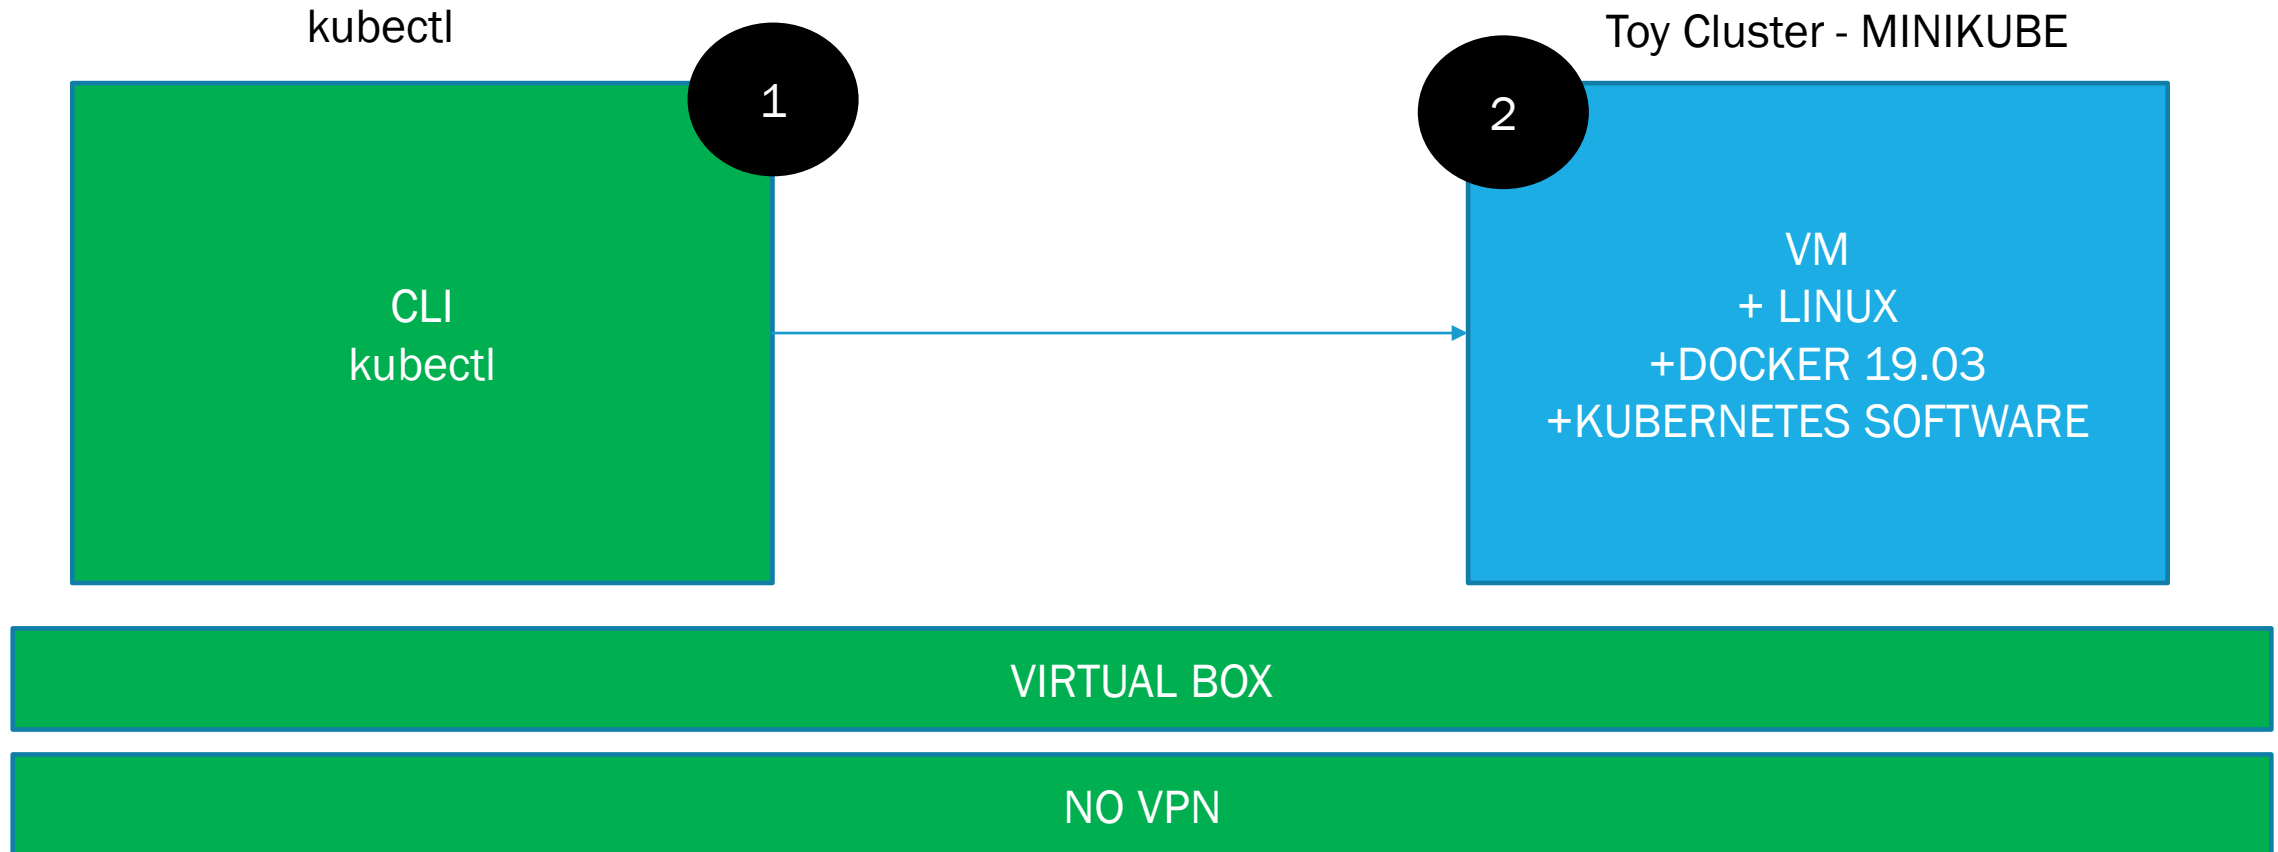 kubectl
Toy Cluster - MINIKUBE
1
2
CLI
kubectl
VM
+ LINUX
+DOCKER 19.03
+KUBERNETES SOFTWARE
VIRTUAL BOX
NO VPN